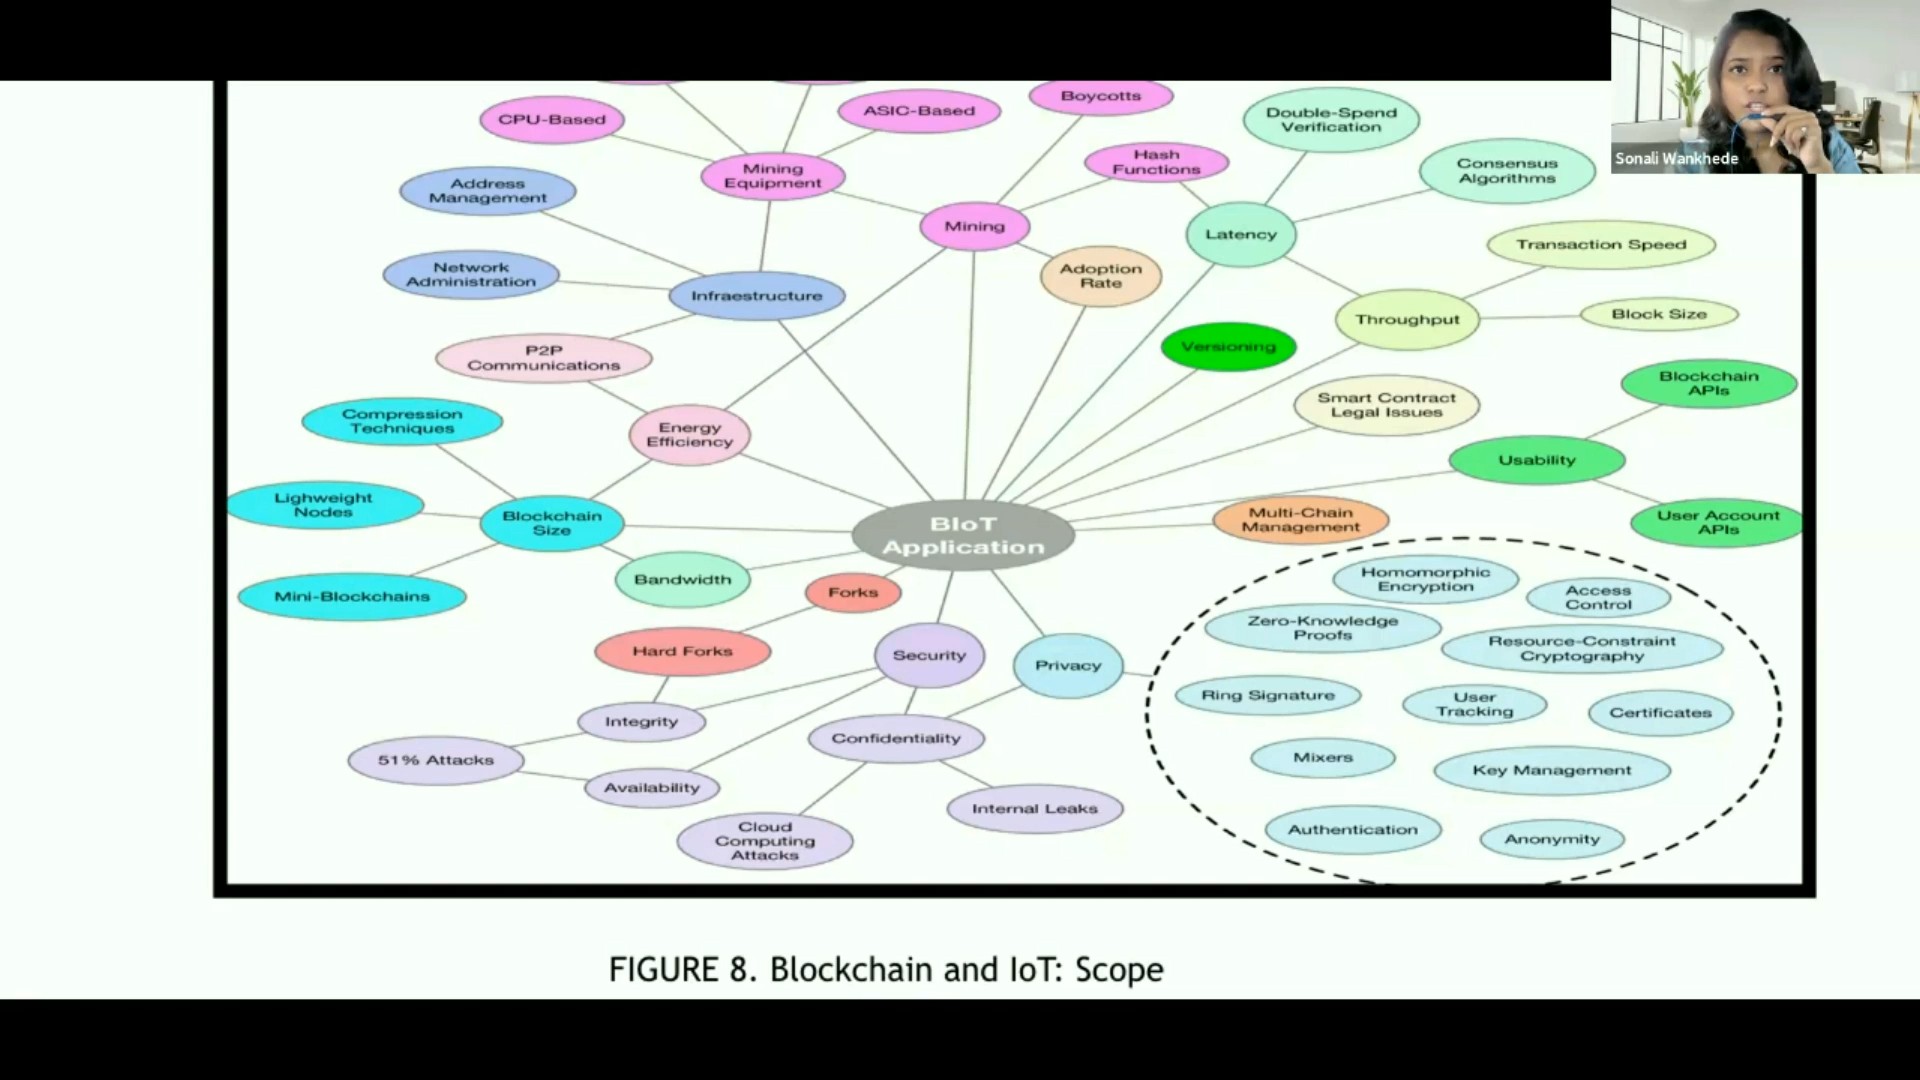 Boycotts
CPU-Based
ASIC-Based
Double-Spend
Verification
Sonali Wankhede
Mining
Equipment
Hash
Functions
Consensus
Algorithms
Address
Management
Mining
Latency
Transaction Speed
Network
Administration
Infraestructure
Adoption
Rate
Throughput
Block Size
Versioning
P2P
Communications
Blockchain
APIs
Smart Contract
Legal Issues
Compression
Techniques
Energy
Efficiency
Usability
Lighweight
Nodes
Blockchain
Size
BIoT
Application
Multi-Chain
Management
User Account
APIs
Bandwidth
Homomorphic
Encryption
Mini-Blockchains
Forks
Access
Control
Zero-Knowledge
Proofs
Hard Forks
Security
Privacy
Resource-Constraint
Cryptography
Ring Signature
User
Tracking
Certificates
Integrity
Confidentiality
51% Attacks
Mixers
Key Management
Availability
Internal Leaks
Cloud
Computing
Attacks
Authentication
Anonymity
FIGURE 8. Blockchain and IoT: Scope